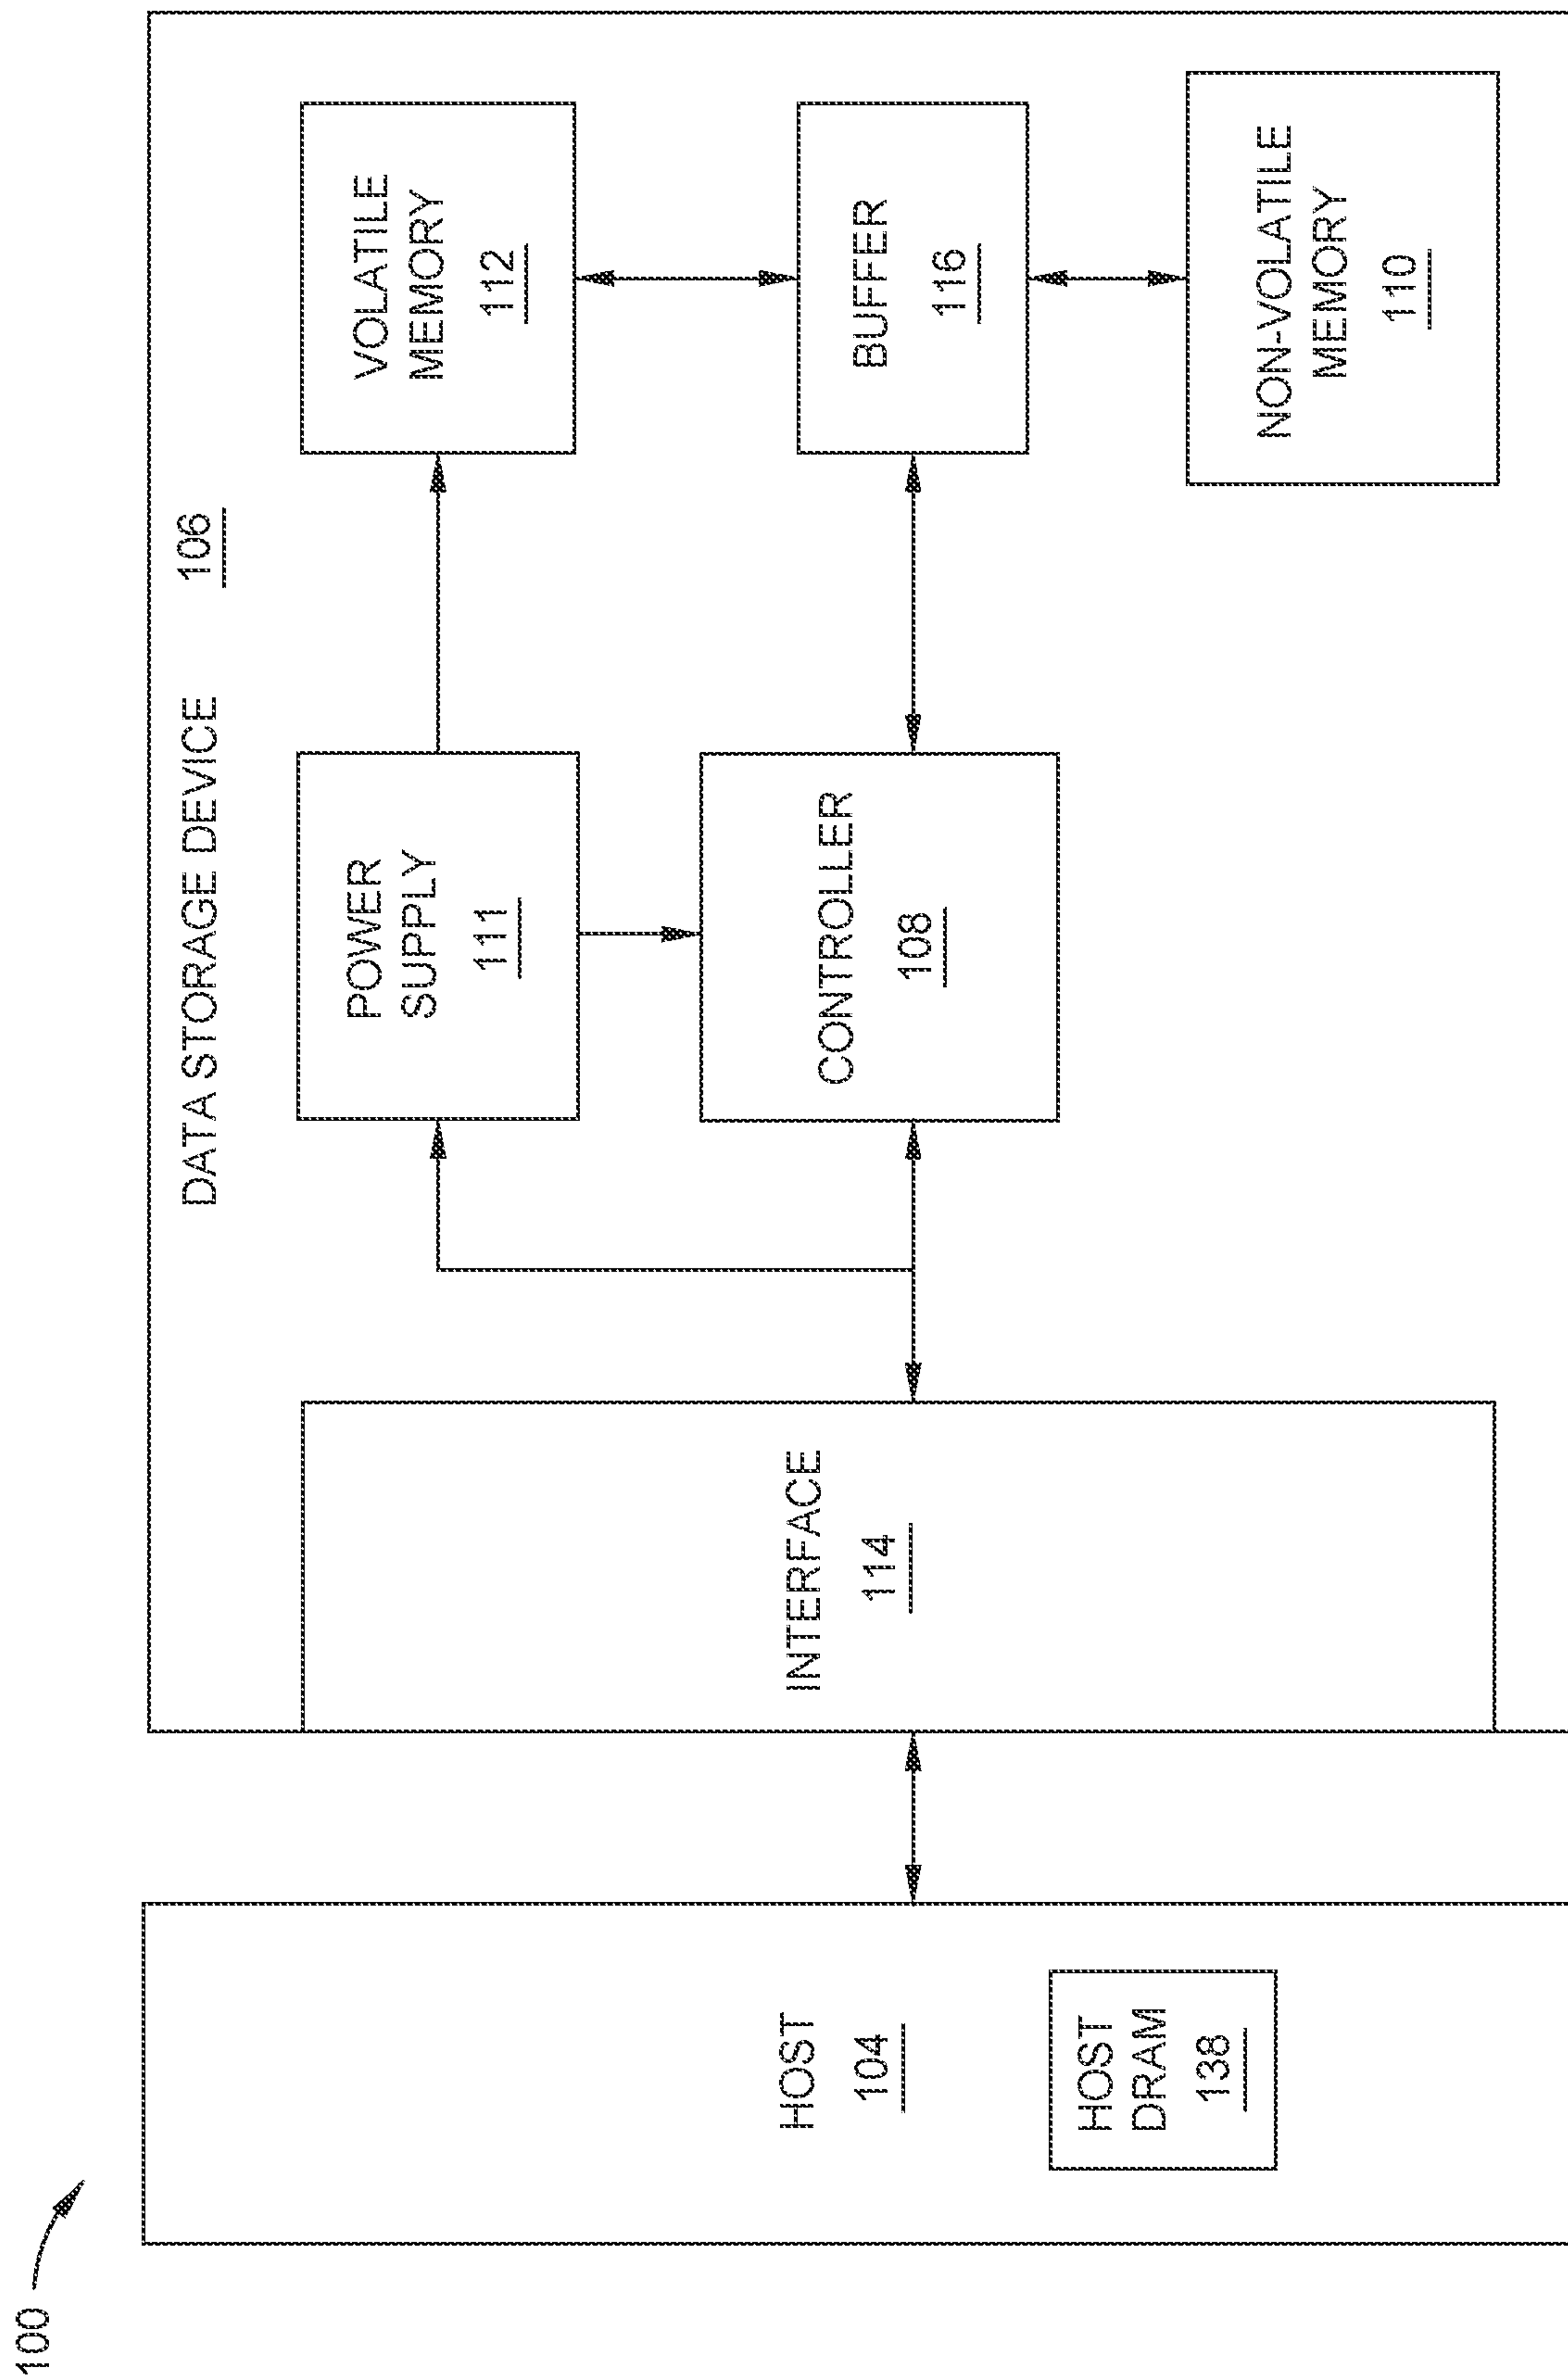 100
HOST
104
HOST
DRAM
138
DATA STORAGE DEVICE 106
INTERFACE
114
POWER
SUPPLY
111
CONTROLLER
108
VOLATILE
MEMORY
112
BUFFER
116
NON-VOLATILE
MEMORY
110